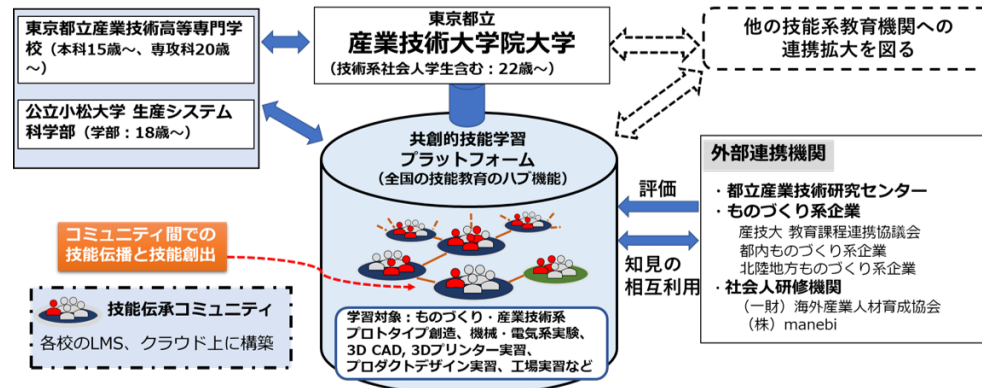 東京都立産業技術高等専門学
校（本科15歳～、専攻科20歳
～）
公立小松大学 生産システム
科学部（学部：18歳～）
東京都立
産業技術大学院大学
（技術系社会人学生含む：22歳～）
他の技能系教育機関への
連携拡大を図る
共創的技能学習
プラットフォーム
（全国の技能教育のハブ機能）
コミュニティ間での
技能伝播と技能創出
技能伝承コミュニティ
各校のLMS、クラウド上に構築
学習対象：ものづくり・産業技術系
プロトタイプ創造、機械・電気系実験、
3D CAD, 3Dプリンター実習、
プロダクトデザイン実習、工場実習など
評価
知見の
相互利用
外部連携機関
・都立産業技術研究センター
・ものづくり系企業
産技大 教育課程連携協議会
都内ものづくり系企業
北陸地方ものづくり系企業
・社会人研修機関
（一財）海外産業人材育成協会
（株）manebi